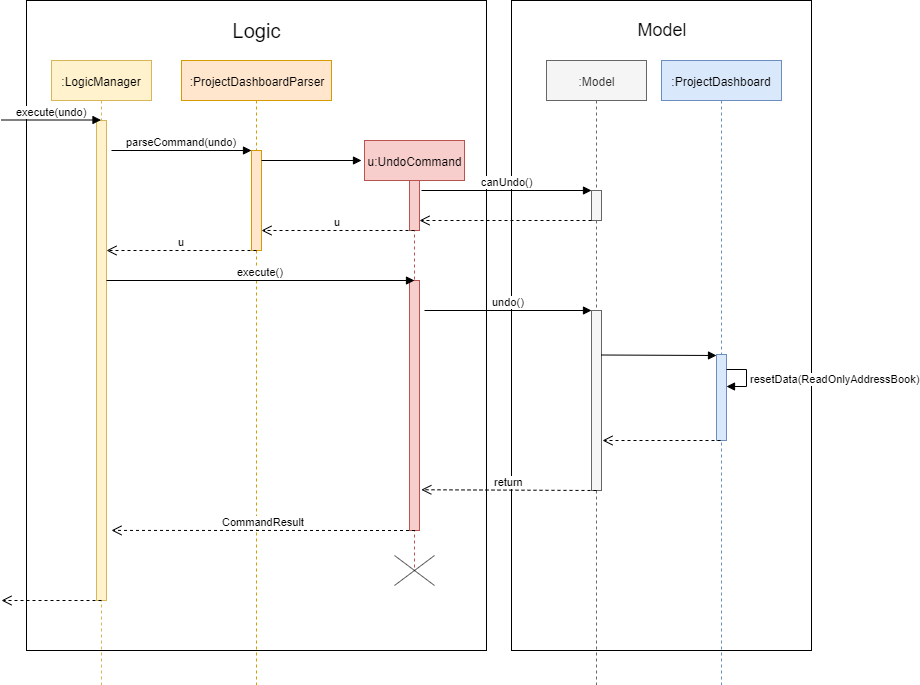 Logic
Model
:LogicManager
:ProjectDashboardParser
:Model
:ProjectDashboard
execute(undo)
parseCommand(undo)
u:UndoCommand
canUndo()
u
u
execute()
undo()
resetData(ReadOnlyAddressBook)
return
CommandResult